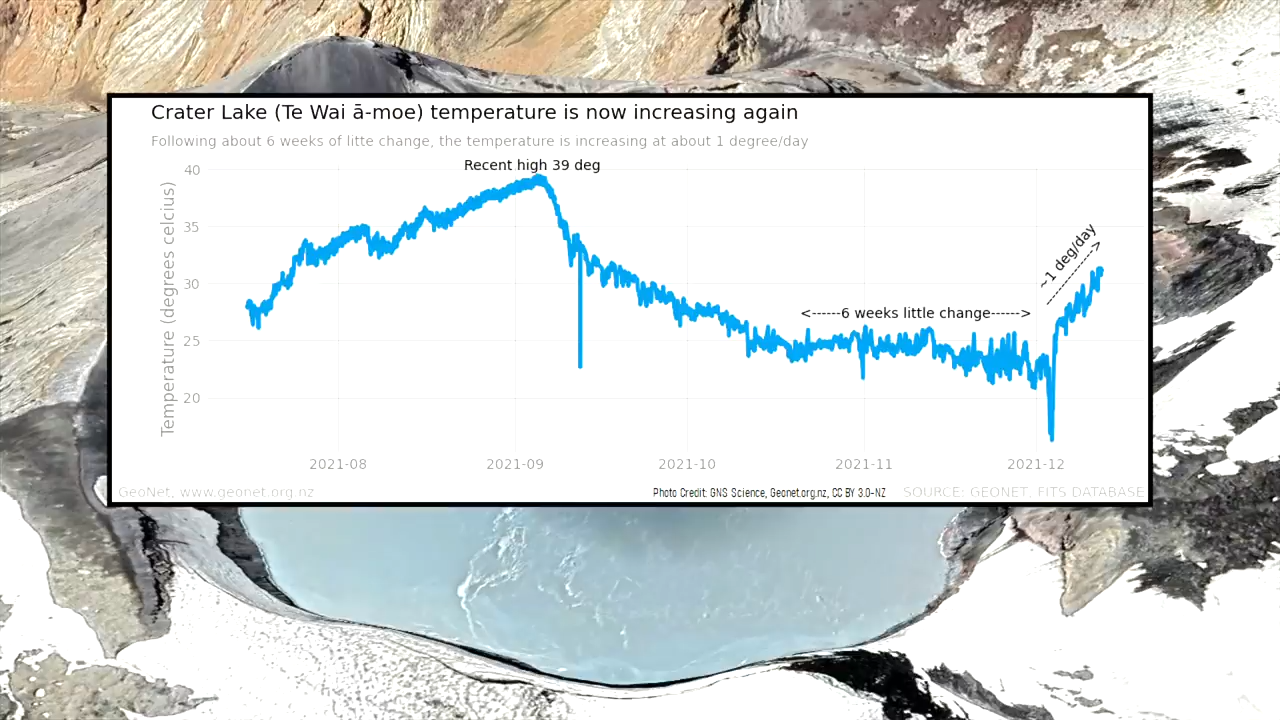 Crater Lake (Te Wai ā-moe) temperature is now increasing again
Following about 6 weeks of litte change, the temperature is increasing at about 1 degree/day
Recent high 39 deg
Temperature (degrees celcius)
40
35
30
25
20
<------6 weeks little change------>
~1 deg/day
------------>
2021-08
2021-09
2021-10
2021-11
2021-12
GeoNet, www.geonet.org.nz
Photo Credit: GNS Science, Geonet.org.nz, CC BY 3.0-NZ
SOURCE: GEONET, FITS DATABASE